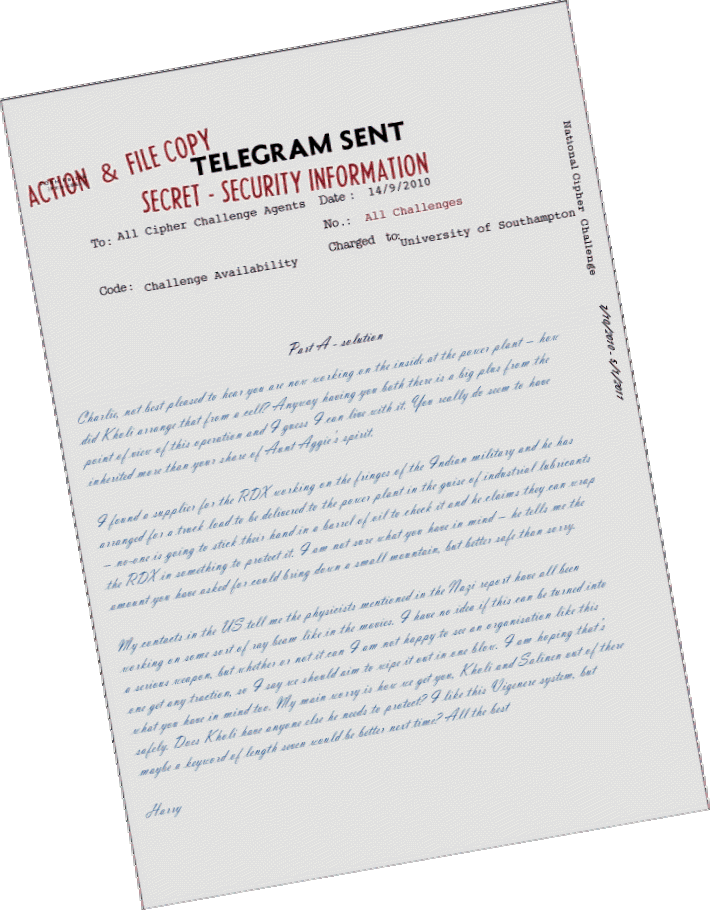 ACTION & FILE COPY
TELEGRAM SENT
SECRET - SECURITY INFORMATION
To: All Cipher Challenge Agents
Date: 14/9/2010
No.: All Challenges
Charged to: University of Southampton
Code: Challenge Availability
National Cipher Challenge
Part A - solution
Charlie, not best pleased to hear you are now working on the inside at the power plant – how
did Khali arrange that from a cell? Anyway having you both there is a big plus from the
point of view of this operation and I guess I can live with it. You really do seem to have
inherited more than your share of Aunt Aggie's spirit.
I found a supplier for the RDX working on the fringes of the Indian military and he has
arranged for a truck load to be delivered to the power plant in the guise of industrial lubricants
– no-one is going to stick their hand in a barrel of oil to check it and he claims they can wrap
the RDX in something to protect it. I am not sure what you have in mind – he tells me the
amount you have asked for could bring down a small mountain, but better safe than sorry.
My contacts in the US tell me the physicists mentioned in the Nazi report have all been
working on some sort of ray beam like in the movies. I have no idea if this can be turned into
a serious weapon, but whether or not it can I am not happy to see an organisation like this
one get any traction, so I say we should aim to wipe it out in one blow. I am hoping that's
what you have in mind too. My main worry is how we get you, Khali and Salinen out of there
safely. Does Khali have anyone else he needs to protect? I like this Vigenere system, but
maybe a keyword of length seven would be better next time? All the best
Harry